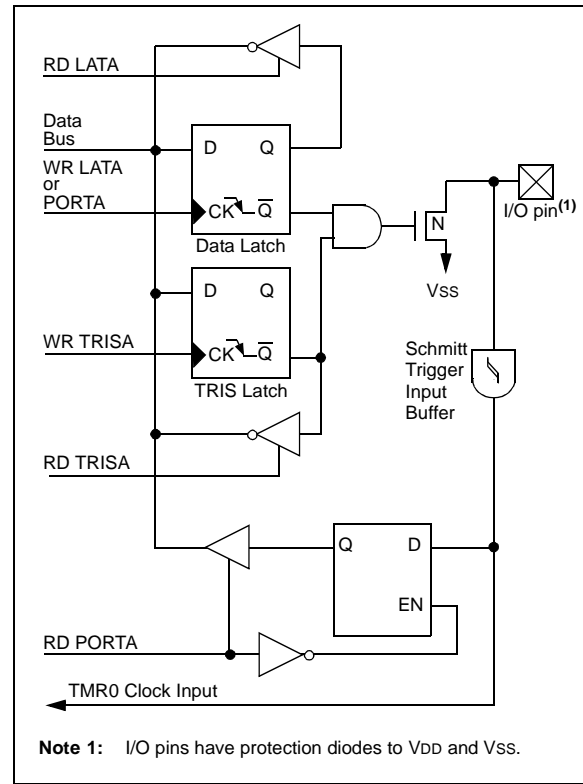 RD LATA
Data
Bus
D Q
WR LATA
or
PORTA
CK Q̅
Data Latch
N
I/O pin(1)
VSS
D Q
WR TRISA
CK Q̅
TRIS Latch
Schmitt
Trigger
Input
Buffer
RD TRISA
Q D
EN
RD PORTA
TMR0 Clock Input
Note 1: I/O pins have protection diodes to VDD and VSS.